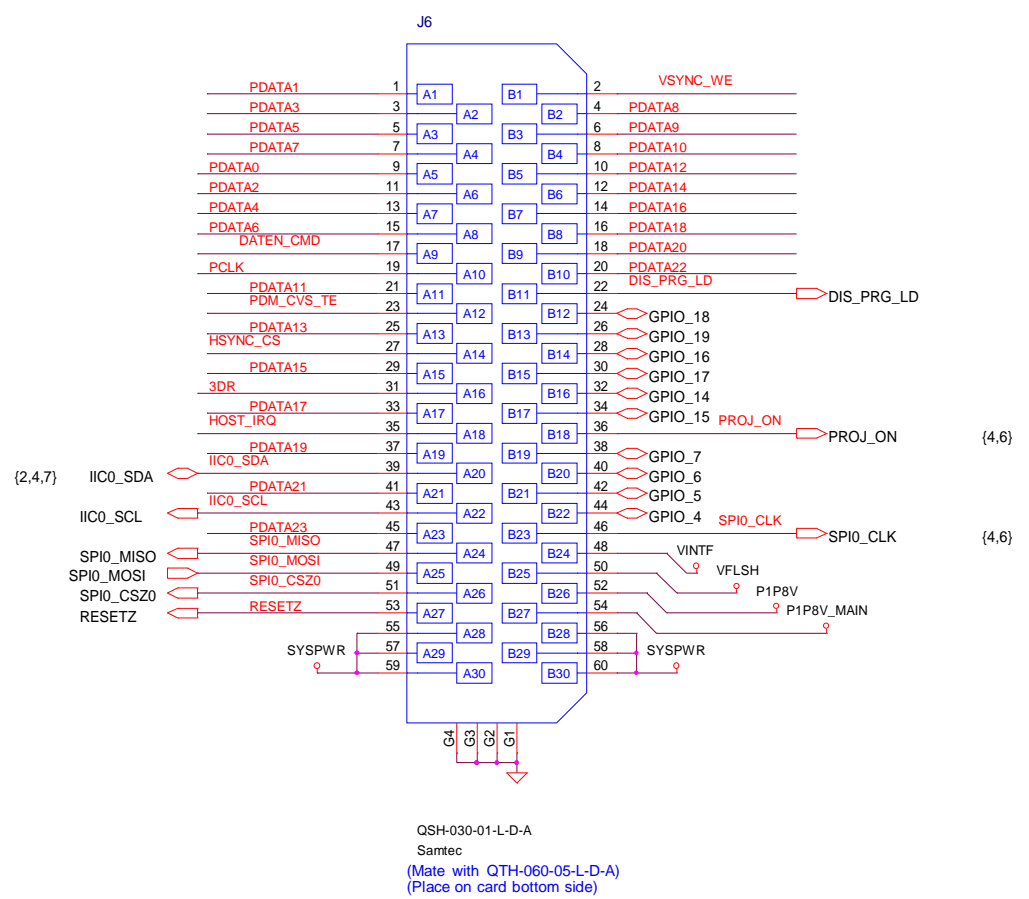 J6
PDATA1 1 A1 B1 2 VSYNC_WE
PDATA3 3 A2 B2 4 PDATA8
PDATA5 5 A3 B3 6 PDATA9
PDATA7 7 A4 B4 8 PDATA10
PDATA0 9 A5 B5 10 PDATA12
PDATA2 11 A6 B6 12 PDATA14
PDATA4 13 A7 B7 14 PDATA16
PDATA6 15 A8 B8 16 PDATA18
DATEN_CMD 17 A9 B9 18 PDATA20
PCLK 19 A10 B10 20 PDATA22
PDATA11 21 A11 B11 22 DIS_PRG_LD DIS_PRG_LD
PDM_CVS_TE 23 A12 B12 24 GPIO_18
PDATA13 25 A13 B13 26 GPIO_19
HSYNC_CS 27 A14 B14 28 GPIO_16
PDATA15 29 A15 B15 30 GPIO_17
3DR 31 A16 B16 32 GPIO_14
PDATA17 33 A17 B17 34 GPIO_15
HOST_IRQ 35 A18 B18 36 PROJ_ON PROJ_ON {4,6}
PDATA19 37 A19 B19 38 GPIO_7
{2,4,7} IIC0_SDA IIC0_SDA 39 A20 B20 40 GPIO_6
PDATA21 41 A21 B21 42 GPIO_5
IIC0_SCL IIC0_SCL 43 A22 B22 44 GPIO_4
PDATA23 45 A23 B23 46 SPI0_CLK SPI0_CLK {4,6}
SPI0_MISO SPI0_MISO 47 A24 B24 48 VINTF
SPI0_MOSI SPI0_MOSI 49 A25 B25 50 VFLSH
SPI0_CSZ0 SPI0_CSZ0 51 A26 B26 52 P1P8V
RESETZ RESETZ 53 A27 B27 54 P1P8V_MAIN
55 A28 B28 56
SYSPWR 57 A29 B29 58 SYSPWR
59 A30 B30 60
G4 G3 G2 G1
QSH-030-01-L-D-A
Samtec
(Mate with QTH-060-05-L-D-A)
(Place on card bottom side)